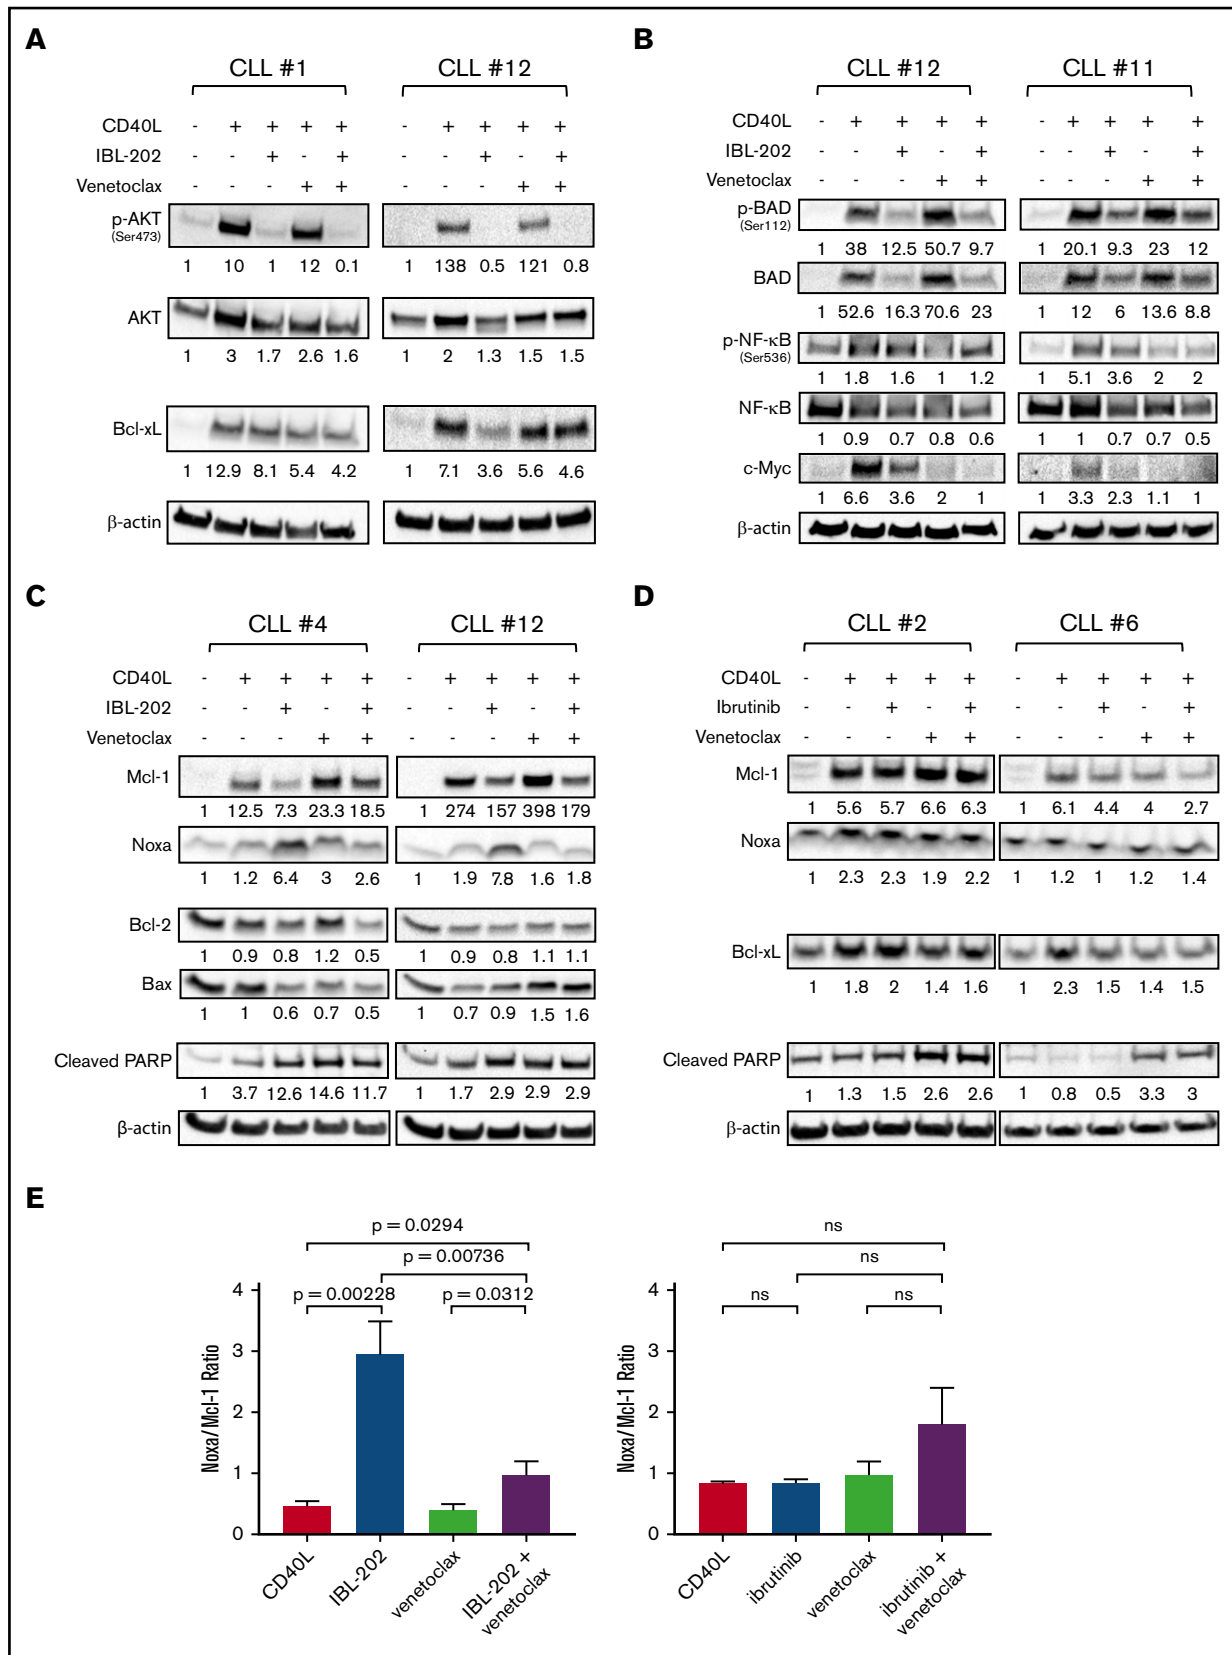 A
CLL #1 CLL #12
CD40L - + + + + - + + + +
IBL-202 - - + - + - - + - +
Venetoclax - - - + + - - - + +
p-AKT
(Ser473)
1 10 1 12 0.1 1 138 0.5 121 0.8
AKT
1 3 1.7 2.6 1.6 1 2 1.3 1.5 1.5
Bcl-xL
1 12.9 8.1 5.4 4.2 1 7.1 3.6 5.6 4.6
β-actin
B
CLL #12 CLL #11
CD40L - + + + + - + + + +
IBL-202 - - + - + - - + - +
Venetoclax - - - + + - - - + +
p-BAD
(Ser112)
1 38 12.5 50.7 9.7 1 20.1 9.3 23 12
BAD
1 52.6 16.3 70.6 23 1 12 6 13.6 8.8
p-NF-κB
(Ser536)
1 1.8 1.6 1 1.2 1 5.1 3.6 2 2
NF-κB
1 0.9 0.7 0.8 0.6 1 1 0.7 0.7 0.5
c-Myc
1 6.6 3.6 2 1 1 3.3 2.3 1.1 1
β-actin
C
CLL #4 CLL #12
CD40L - + + + + - + + + +
IBL-202 - - + - + - - + - +
Venetoclax - - - + + - - - + +
Mcl-1
1 12.5 7.3 23.3 18.5 1 274 157 398 179
Noxa
1 1.2 6.4 3 2.6 1 1.9 7.8 1.6 1.8
Bcl-2
1 0.9 0.8 1.2 0.5 1 0.9 0.8 1.1 1.1
Bax
1 1 0.6 0.7 0.5 1 0.7 0.9 1.5 1.6
Cleaved PARP
1 3.7 12.6 14.6 11.7 1 1.7 2.9 2.9 2.9
β-actin
D
CLL #2 CLL #6
CD40L - + + + + - + + + +
Ibrutinib - - + - + - - + - +
Venetoclax - - - + + - - - + +
Mcl-1
1 5.6 5.7 6.6 6.3 1 6.1 4.4 4 2.7
Noxa
1 2.3 2.3 1.9 2.2 1 1.2 1 1.2 1.4
Bcl-xL
1 1.8 2 1.4 1.6 1 2.3 1.5 1.4 1.5
Cleaved PARP
1 1.3 1.5 2.6 2.6 1 0.8 0.5 3.3 3
β-actin
E
p = 0.0294
p = 0.00736
p = 0.00228 p = 0.0312
Noxa/Mcl-1 Ratio
4
3
2
1
0
CD40L
IBL-202
venetoclax
IBL-202 +
venetoclax
ns
ns
ns ns
Noxa/Mcl-1 Ratio
4
3
2
1
0
CD40L
ibrutinib
venetoclax
ibrutinib +
venetoclax